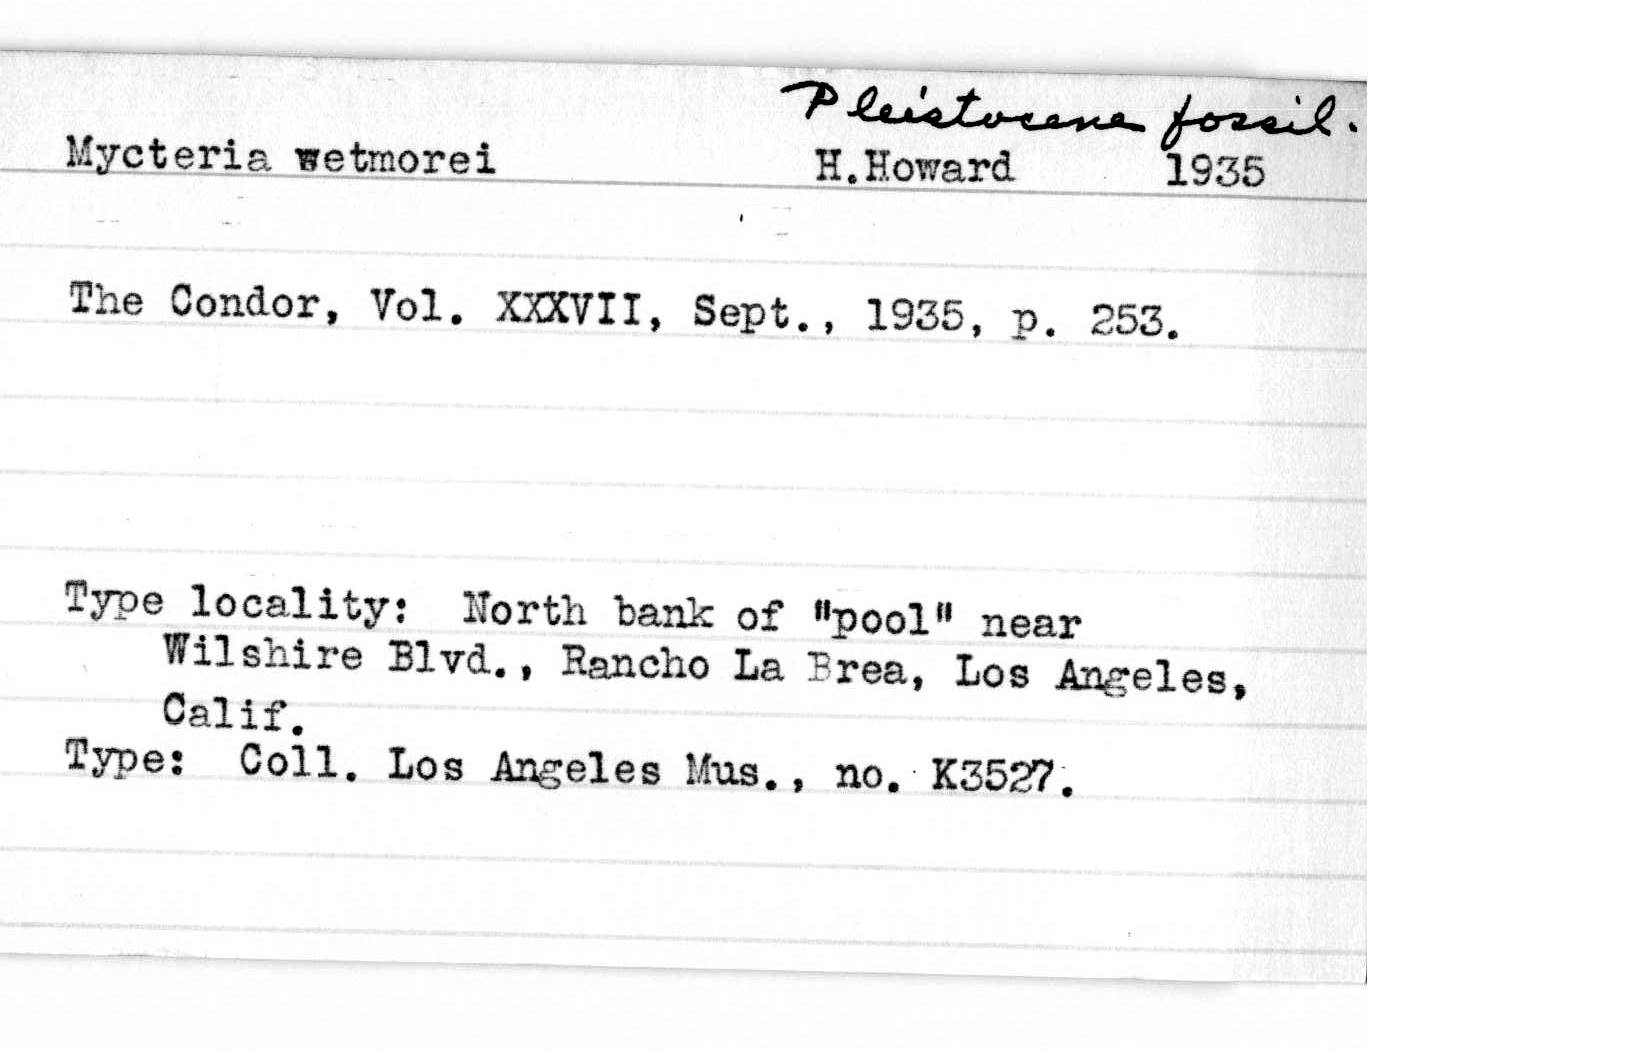 Pleistocene fossil.
Mycteria wetmorei H.Howard 1935
The Condor, Vol. XXXVII, Sept., 1935, p. 253.
Type locality: North bank of "pool" near
Wilshire Blvd., Rancho La Brea, Los Angeles,
Calif.
Type: Coll. Los Angeles Mus., no. K3527.